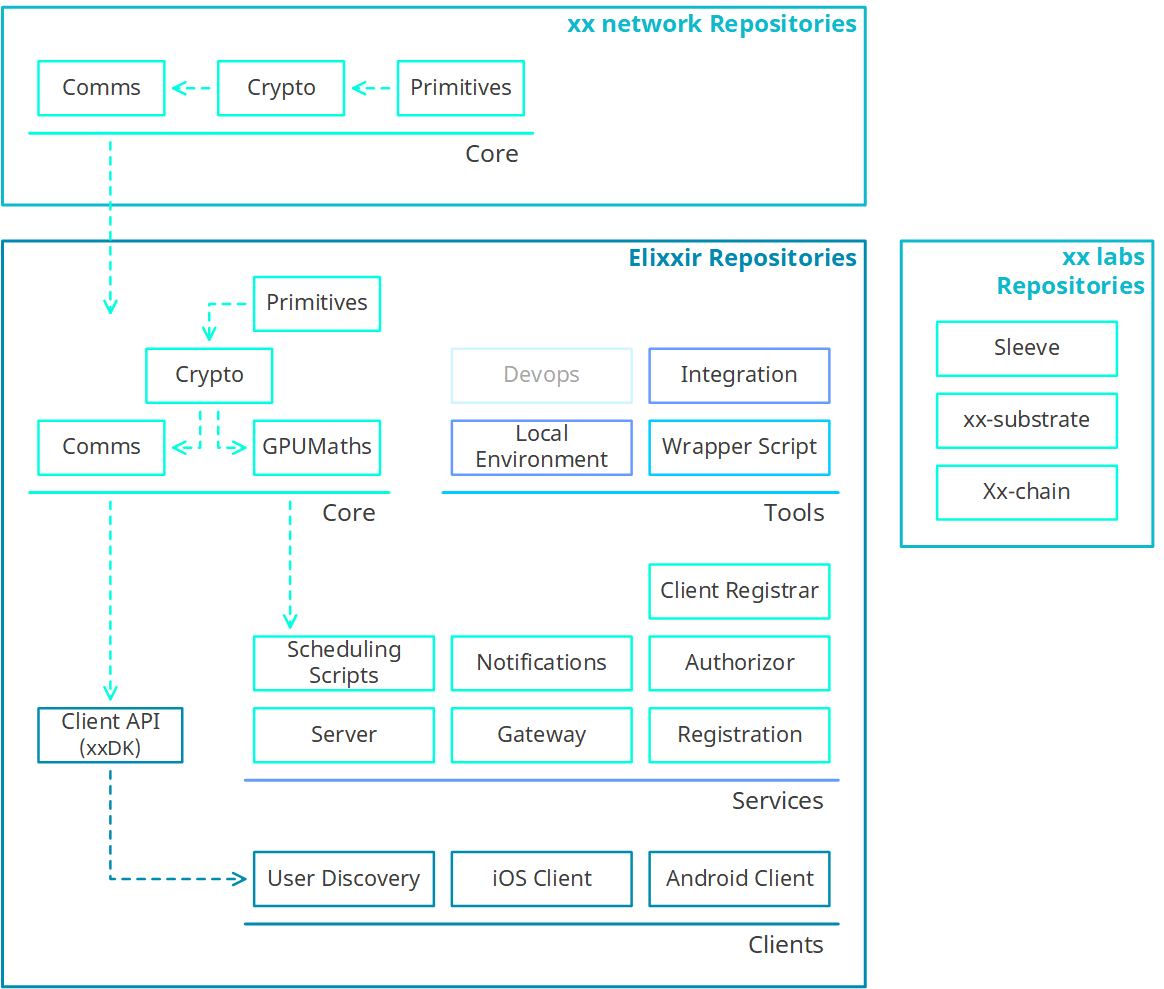 xx network Repositories
Comms
Crypto
Primitives
Core
Elixxir Repositories
Primitives
Crypto
Comms
GPUMaths
Core
Devops
Integration
Local
Environment
Wrapper Script
Tools
Client Registrar
Scheduling
Scripts
Notifications
Authorizor
Client API
(xxDK)
Server
Gateway
Registration
Services
User Discovery
iOS Client
Android Client
Clients
xx labs
Repositories
Sleeve
xx-substrate
Xx-chain